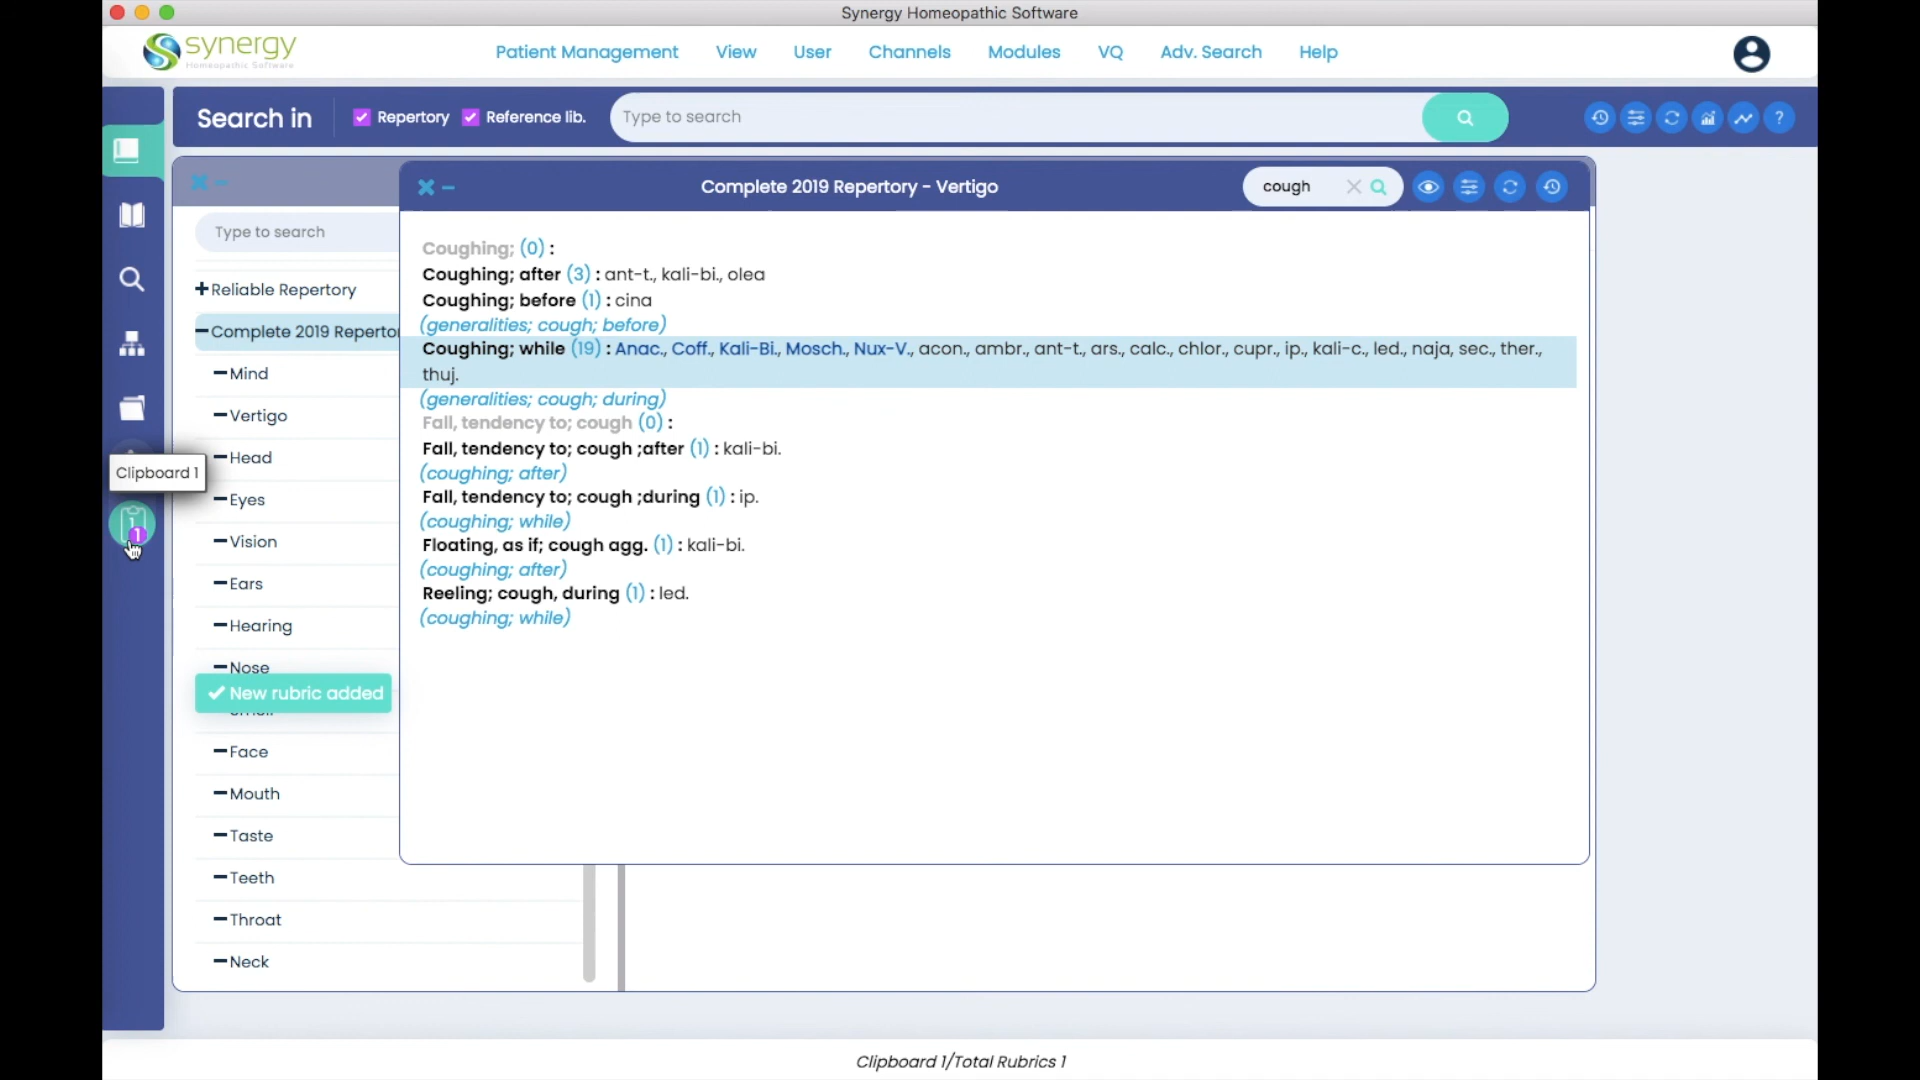 Synergy Homeopathic Software
synergy
Homeopathic Software
Patient Management View User Channels Modules VQ Adv. Search Help
Search in Repertory Reference lib. Type to search ?
Complete 2019 Repertory - Vertigo cough
Type to search
Reliable Repertory
Complete 2019 Reperto
Mind
Vertigo
Head
Eyes
Vision
Ears
Hearing
Nose
New rubric added
Face
Mouth
Taste
Teeth
Throat
Neck
Clipboard 1
1
1
Coughing; (0) :
Coughing; after (3) : ant-t., kali-bi., olea
Coughing; before (1) : cina
(generalities; cough; before)
Coughing; while (19) : Anac., Coff., Kali-Bi., Mosch., Nux-V., acon., ambr., ant-t., ars., calc., chlor., cupr., ip., kali-c., led., naja, sec., ther.,
thuj.
(generalities; cough; during)
Fall, tendency to; cough (0) :
Fall, tendency to; cough ;after (1) : kali-bi.
(coughing; after)
Fall, tendency to; cough ;during (1) : ip.
(coughing; while)
Floating, as if; cough agg. (1) : kali-bi.
(coughing; after)
Reeling; cough, during (1) : led.
(coughing; while)
Clipboard 1/Total Rubrics 1